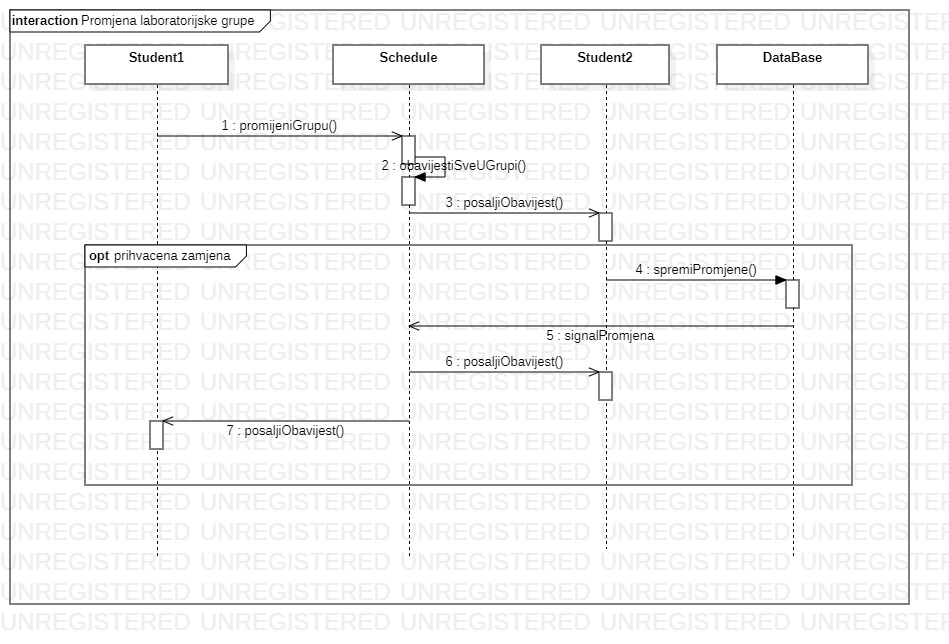 interaction Promjena laboratorijske grupe
Student1
Schedule
Student2
DataBase
1 : promijeniGrupu()
2 : obavijestiSveUGrupi()
3 : posaljiObavijest()
opt prihvacena zamjena
4 : spremiPromjene()
5 : signalPromjena
6 : posaljiObavijest()
7 : posaljiObavijest()
UNREGISTERED UNREGISTERED UNREGISTERED UNREGISTERED UNREGISTERED